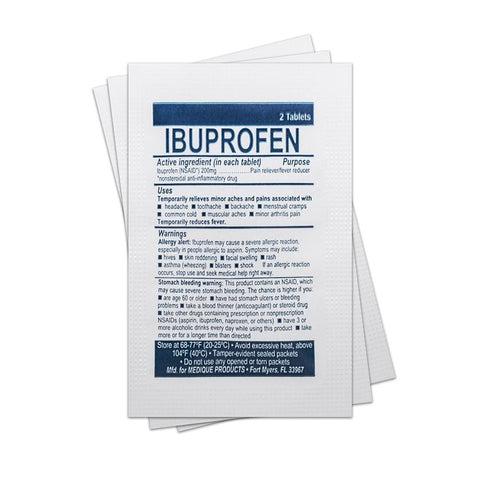 2 Tablets
IBUPROFEN
Active ingredient (in each tablet) Purpose
Ibuprofen (NSAID*) 200mg ..................Pain reliever/fever reducer
*nonsteroidal anti-inflammatory drug
Uses
Temporarily relieves minor aches and pains associated with
■ headache ■ toothache ■ backache ■ menstrual cramps
■ common cold ■ muscular aches ■ minor arthritis pain
Temporarily reduces fever.
Warnings
Allergy alert: Ibuprofen may cause a severe allergic reaction,
especially in people allergic to aspirin. Symptoms may include:
■ hives ■ skin reddening ■ facial swelling ■ rash
■ asthma (wheezing) ■ blisters ■ shock If an allergic reaction
occurs, stop use and seek medical help right away.
Stomach bleeding warning: This product contains an NSAID, which
may cause severe stomach bleeding. The chance is higher if you:
■ are age 60 or older ■ have had stomach ulcers or bleeding
problems ■ take a blood thinner (anticoagulant) or steroid drug
■ take other drugs containing prescription or nonprescription
NSAIDs (aspirin, ibuprofen, naproxen, or others) ■ have 3 or
more alcoholic drinks every day while using this product ■ take
more or for a longer time than directed
Store at 68-77ºF (20-25ºC) • Avoid excessive heat, above
104ºF (40ºC) • Tamper-evident sealed packets
• Do not use any opened or torn packets
Mfd. for MEDIQUE PRODUCTS • Fort Myers, FL 33967